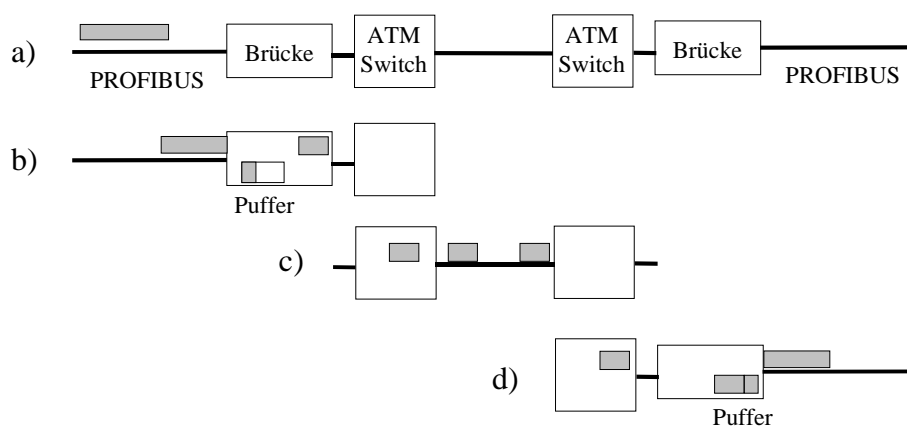 a)
PROFIBUS
Brücke
ATM
Switch
ATM
Switch
Brücke
PROFIBUS
b)
Puffer
c)
d)
Puffer